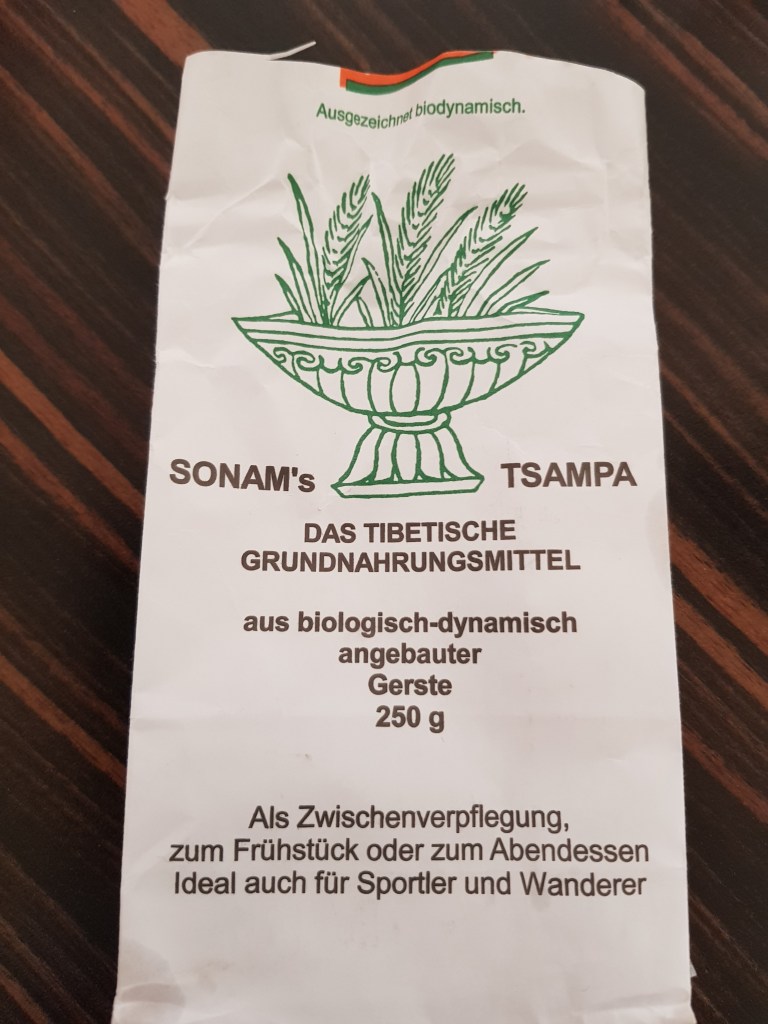 Ausgezeichnet biodynamisch.
SONAM's TSAMPA
DAS TIBETISCHE
GRUNDNAHRUNGSMITTEL
aus biologisch-dynamisch
angebauter
Gerste
250 g
Als Zwischenverpflegung,
zum Frühstück oder zum Abendessen
Ideal auch für Sportler und Wanderer